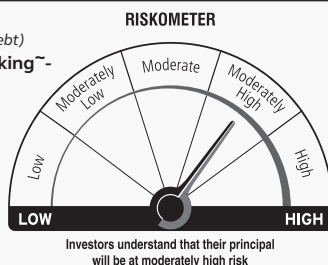 RISKOMETER
ebt)
king~-
Moderately
Low
Moderate
Moderately
High
Low
High
LOW
HIGH
Investors understand that their principal
will be at moderately high risk